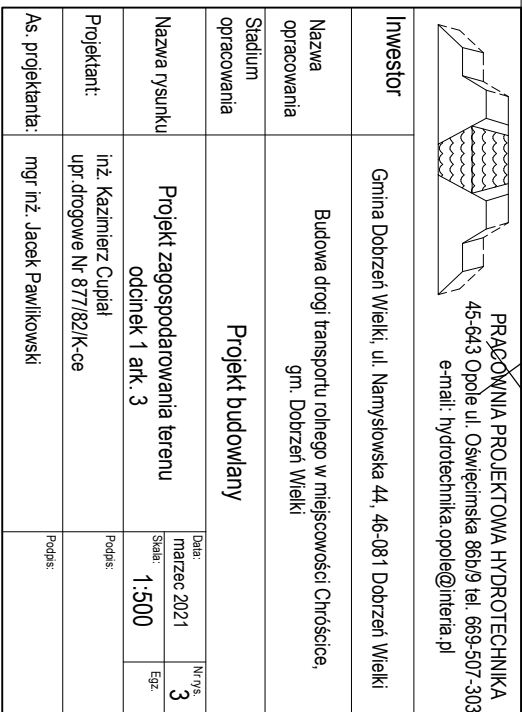 PRACOWNIA PROJEKTOWA HYDROTECHNIKA
45-643 Opole ul. Oświęcimska 86b/9 tel. 669-507-303
e-mail: hydrotechnika.opole@interia.pl
Inwestor
Gmina Dobrzeń Wielki, ul. Namysłowska 44, 46-081 Dobrzeń Wielki
Nazwa
opracowania
Budowa drogi transportu rolnego w miejscowości Chróścice,
gm. Dobrzeń Wielki
Stadium
opracowania
Projekt budowlany
Nazwa rysunku
Projekt zagospodarowania terenu
odcinek 1 ark. 3
Data:
marzec 2021
Nr rys.
3
Skala:
1:500
Egz.
Projektant:
inż. Kazimierz Cupiał
upr.drogowe Nr 877/82/K-ce
Podpis:
As. projektanta:
mgr inż. Jacek Pawlikowski
Podpis: